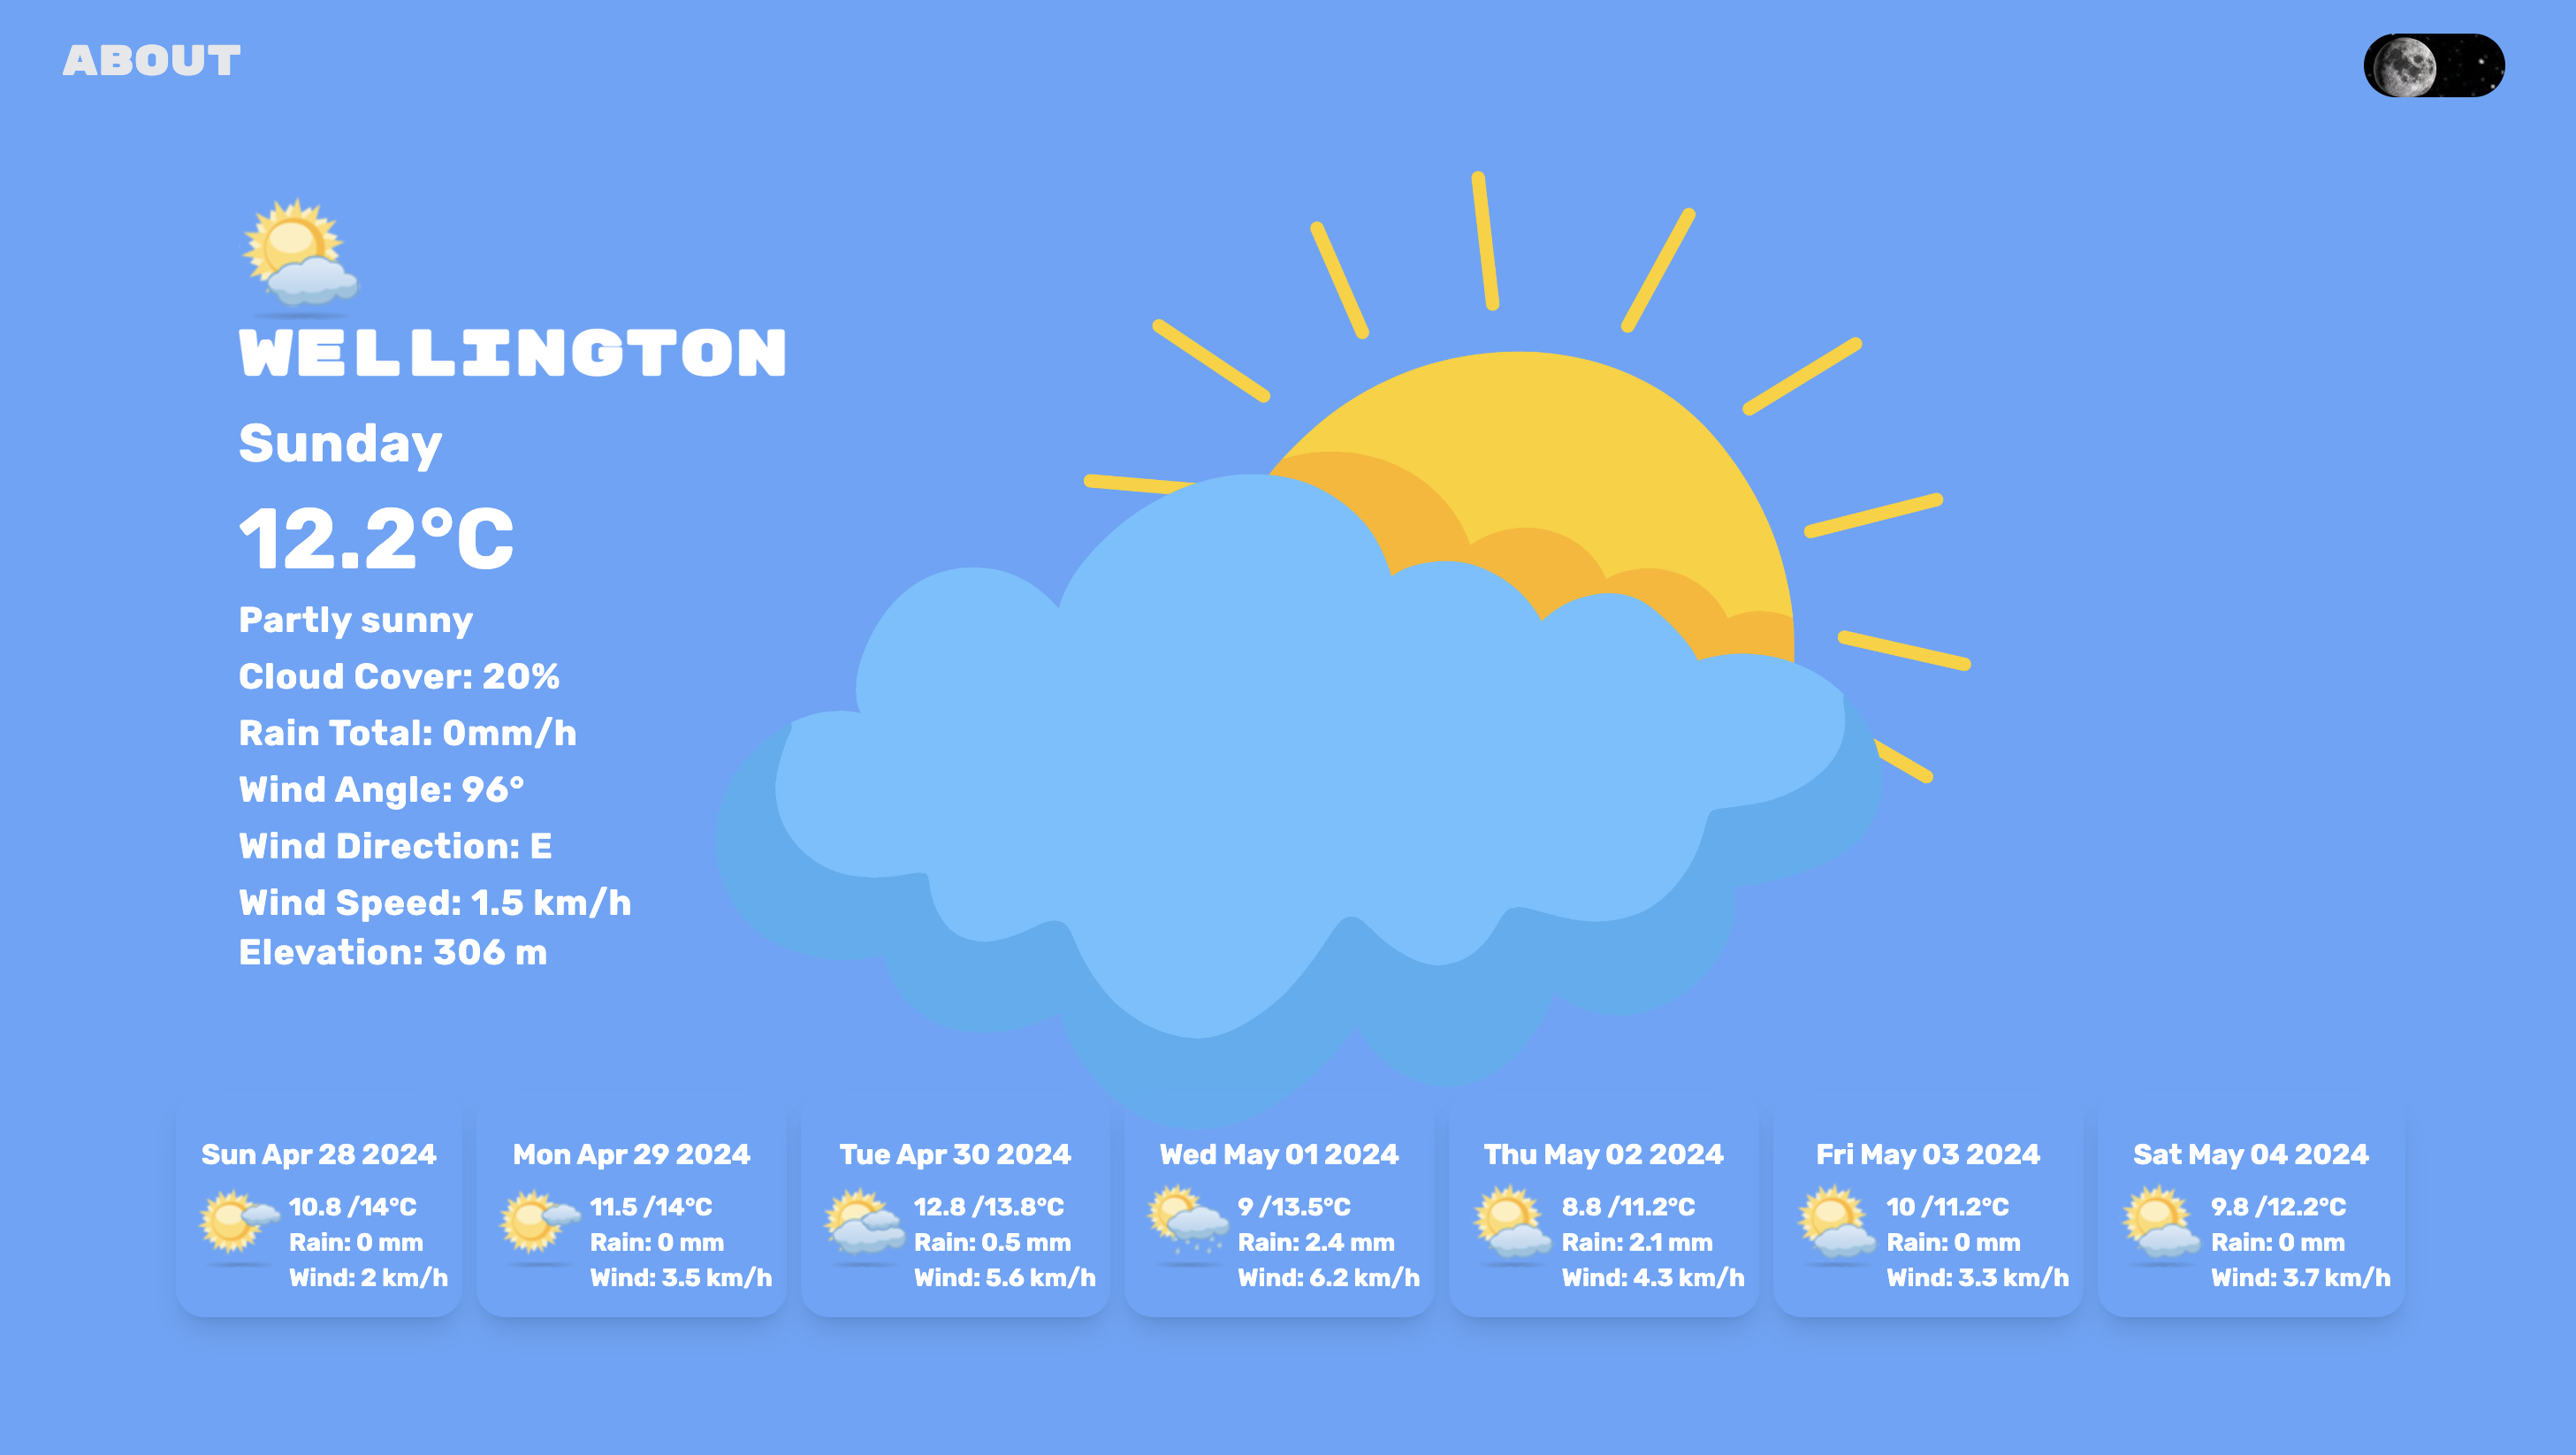 ABOUT
WELLINGTON
Sunday
12.2°C
Partly sunny
Cloud Cover: 20%
Rain Total: 0mm/h
Wind Angle: 96°
Wind Direction: E
Wind Speed: 1.5 km/h
Elevation: 306 m
Sun Apr 28 2024
10.8 /14°C
Rain: 0 mm
Wind: 2 km/h
Mon Apr 29 2024
11.5 /14°C
Rain: 0 mm
Wind: 3.5 km/h
Tue Apr 30 2024
12.8 /13.8°C
Rain: 0.5 mm
Wind: 5.6 km/h
Wed May 01 2024
9 /13.5°C
Rain: 2.4 mm
Wind: 6.2 km/h
Thu May 02 2024
8.8 /11.2°C
Rain: 2.1 mm
Wind: 4.3 km/h
Fri May 03 2024
10 /11.2°C
Rain: 0 mm
Wind: 3.3 km/h
Sat May 04 2024
9.8 /12.2°C
Rain: 0 mm
Wind: 3.7 km/h